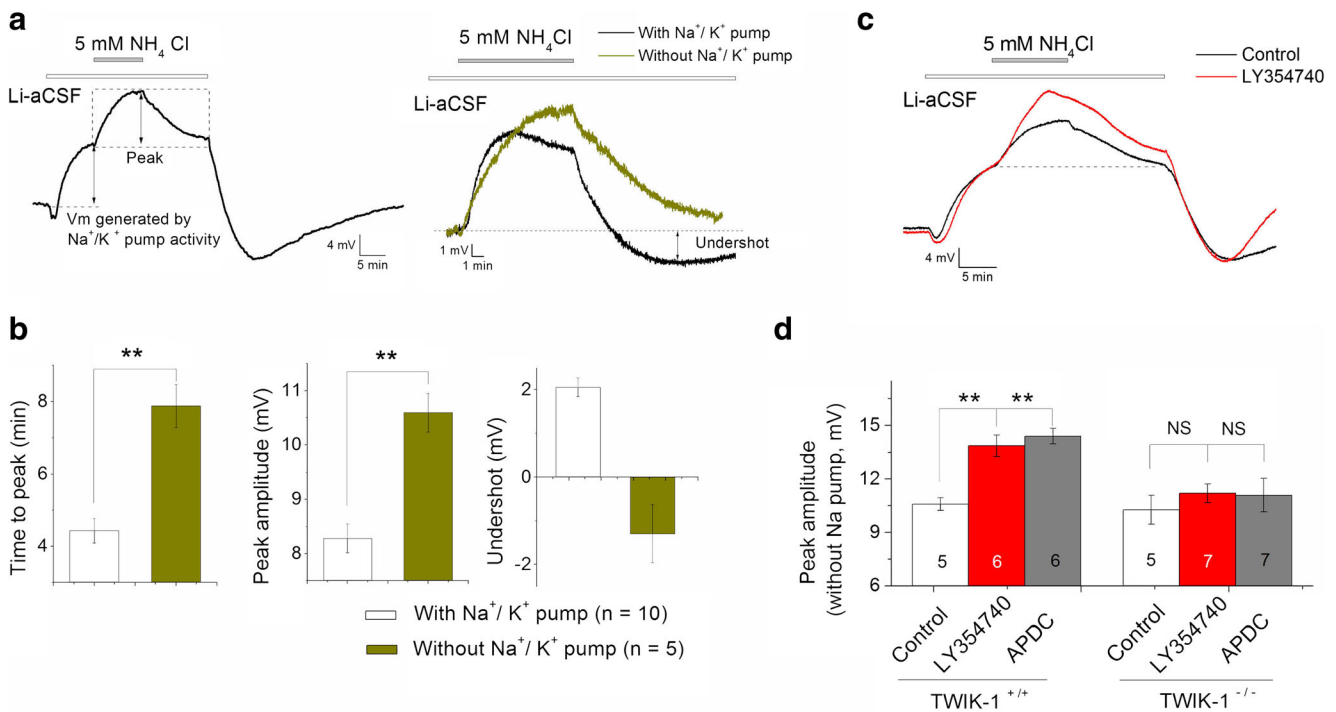 a
5 mM NH4 Cl
Li-aCSF
Peak
Vm generated by
Na+/K + pump activity
4 mV
5 min
5 mM NH4Cl
With Na+/ K+ pump
Without Na+/ K+ pump
Li-aCSF
Undershot
1 mV
1 min
c
5 mM NH4Cl
Control
LY354740
Li-aCSF
4 mV
5 min
b
**
Time to peak (min)
8
6
4
**
Peak amplitude (mV)
11
10
9
8
Undershot (mV)
2
0
-2
With Na+/ K+ pump (n = 10)
Without Na+/ K+ pump (n = 5)
d
Peak amplitude
(without Na pump, mV)
15
12
9
6
** **
NS NS
5 6 6 5 7 7
Control LY354740 APDC Control LY354740 APDC
TWIK-1 +/+ TWIK-1 -/-